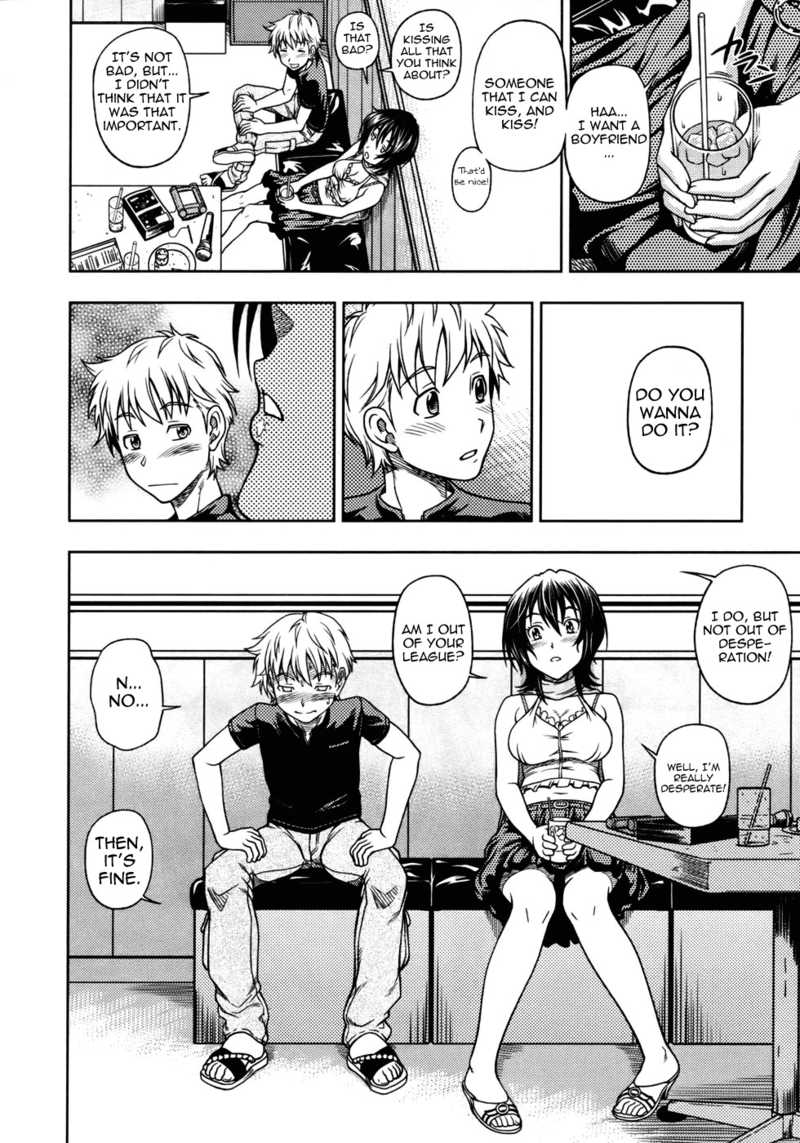 HAA...
I WANT A
BOYFRIEND
...
カラン
SOMEONE
THAT I CAN
KISS, AND
KISS!
That'd
Be nice!
IS
KISSING
ALL THAT
YOU THINK
ABOUT?
IS
THAT
BAD?
IT'S NOT
BAD, BUT...
I DIDN'T
THINK THAT IT
WAS THAT
IMPORTANT.
DO YOU
WANNA
DO IT?
I DO, BUT
NOT OUT OF
DESPE-
RATION!
WELL, I'M
REALLY
DESPERATE!
AM I OUT
OF YOUR
LEAGUE?
N...
NO...
THEN,
IT'S
FINE.